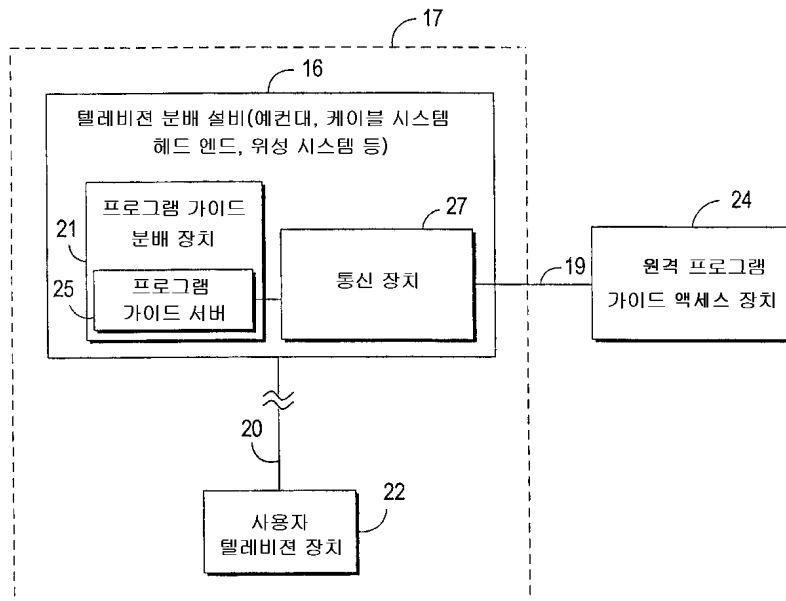 17
16
텔레비젼 분배 설비(예컨대, 케이블 시스템
헤드 엔드, 위성 시스템 등)
프로그램 가이드
분배 장치
21
25
프로그램
가이드 서버
27
통신 장치
19
24
원격 프로그램
가이드 액세스 장치
20
22
사용자
텔레비젼 장치